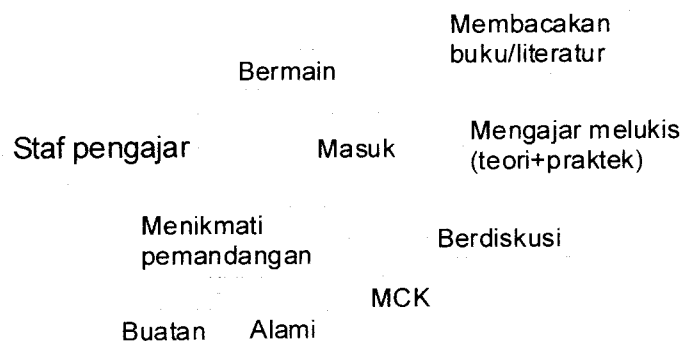 Membacakan
buku/literatur
Bermain
Staf pengajar
Masuk
Mengajar melukis
(teori+praktek)
Menikmati
pemandangan
Berdiskusi
MCK
Buatan
Alami